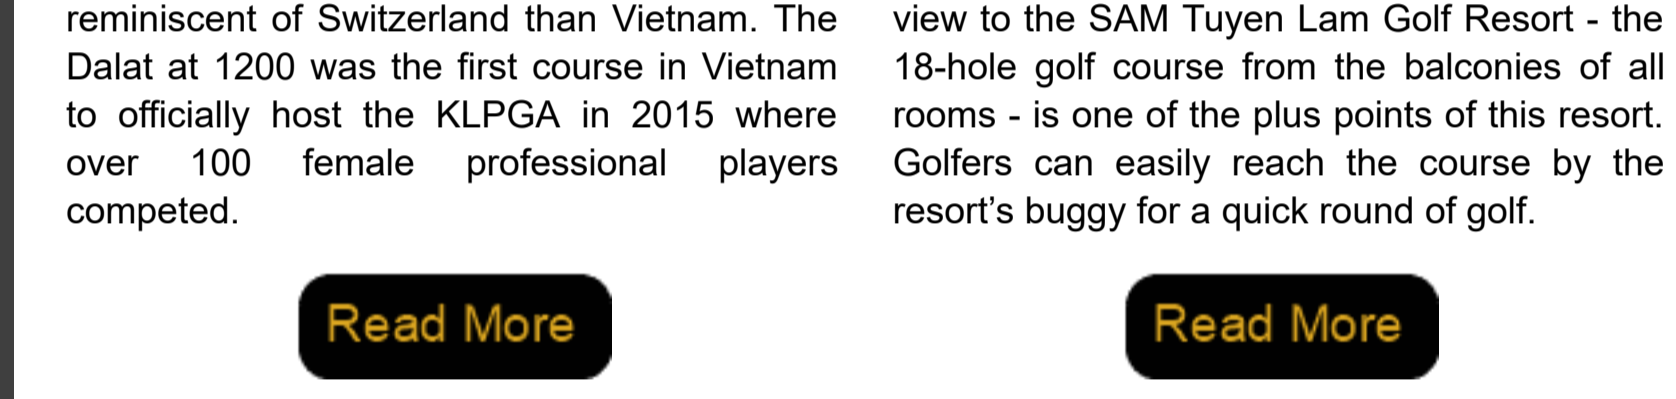 reminiscent of Switzerland than Vietnam. The
Dalat at 1200 was the first course in Vietnam
to officially host the KLPGA in 2015 where
over 100 female professional players
competed.
Read More
view to the SAM Tuyen Lam Golf Resort - the
18-hole golf course from the balconies of all
rooms - is one of the plus points of this resort.
Golfers can easily reach the course by the
resort’s buggy for a quick round of golf.
Read More